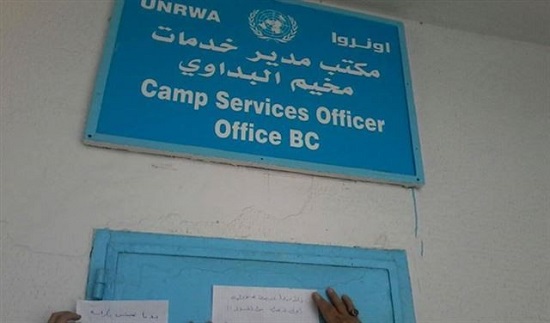 UNRWA
اونروا
مكتب مدير خدمات
مخيم البداوي
Camp Services Officer
Office BC